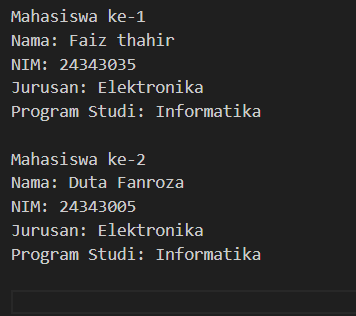 Mahasiswa ke-1
Nama: Faiz thahir
NIM: 24343035
Jurusan: Elektronika
Program Studi: Informatika
Mahasiswa ke-2
Nama: Duta Fanroza
NIM: 24343005
Jurusan: Elektronika
Program Studi: Informatika